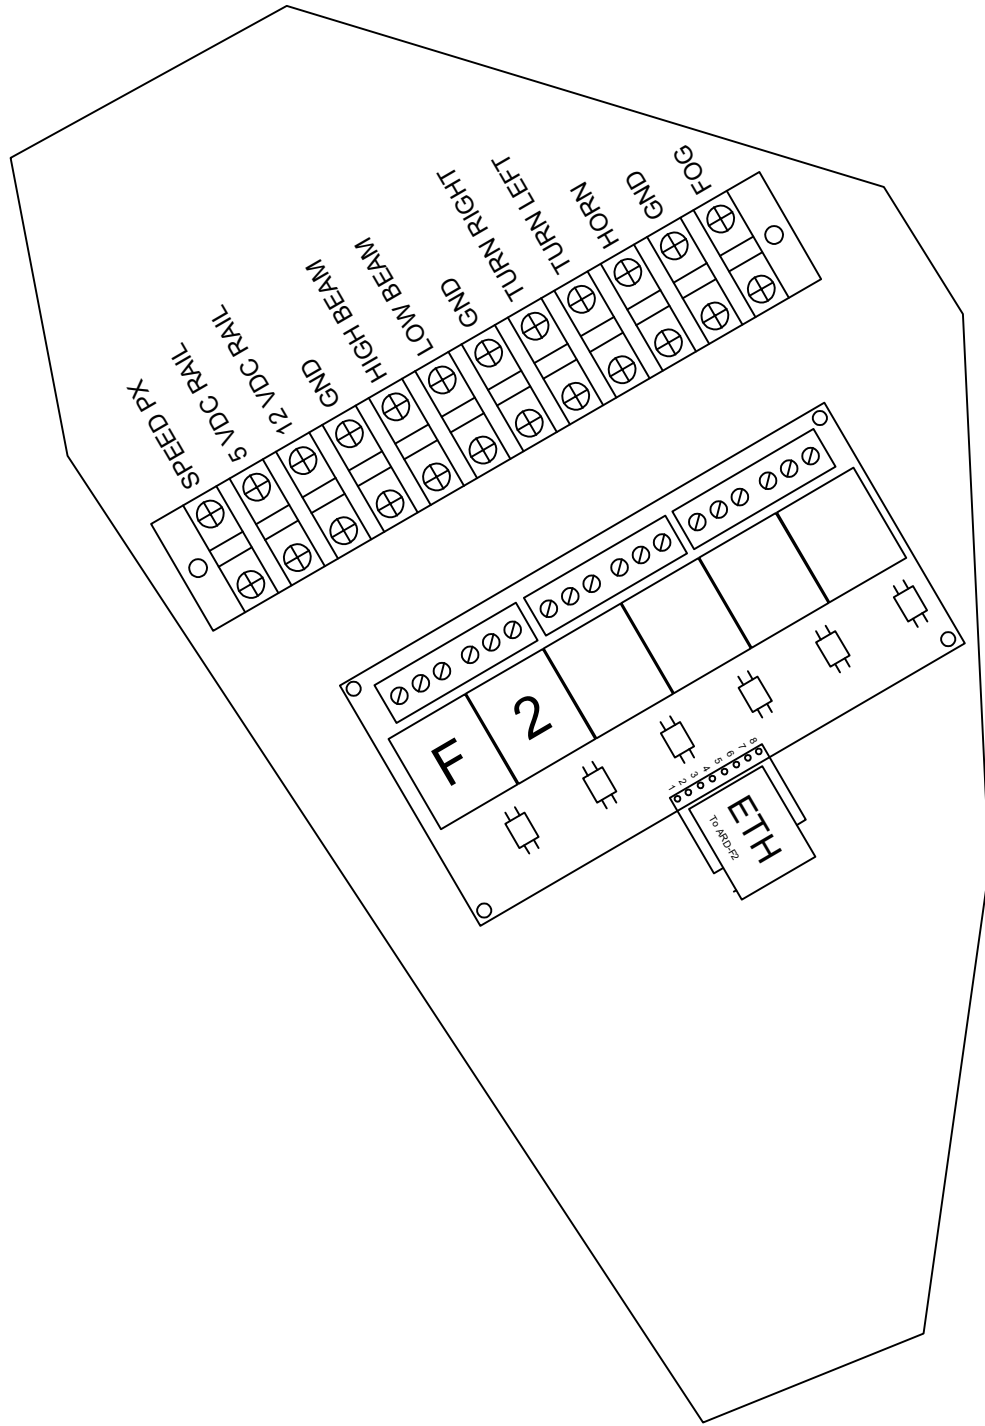 SPEED PX
5 VDC RAIL
12 VDC RAIL
GND
HIGH BEAM
LOW BEAM
GND
TURN RIGHT
TURN LEFT
HORN
GND
FOG
F
2
1 2 3 4 5 6 7 8
ETH
To ARD-F2